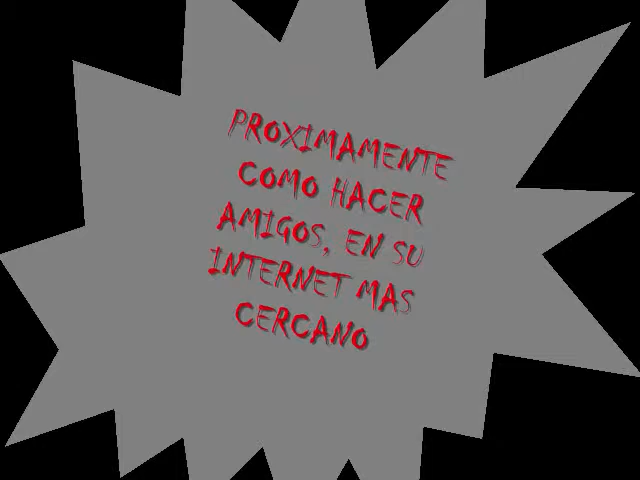 PROXIMAMENTE
COMO HACER
AMIGOS, EN SU
INTERNET MAS
CERCANO